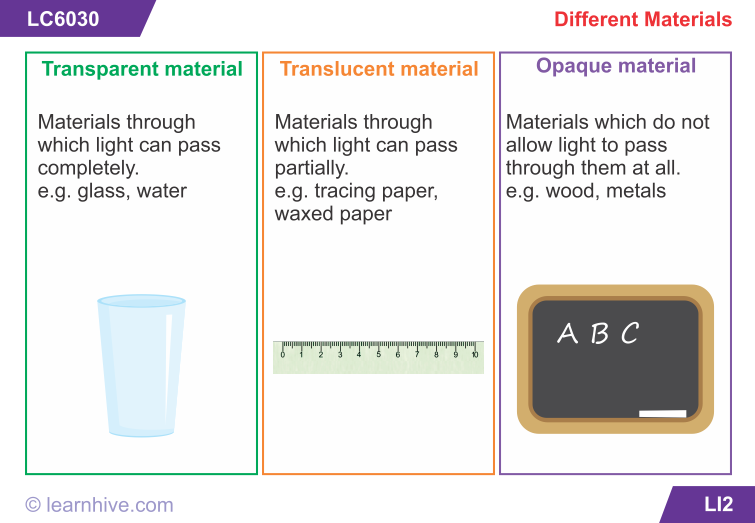 LC6030
Different Materials
Transparent material
Materials through
which light can pass
completely.
e.g. glass, water
Translucent material
Materials through
which light can pass
partially.
e.g. tracing paper,
waxed paper
0 1 2 3 4 5 6 7 8 9 10
Opaque material
Materials which do not
allow light to pass
through them at all.
e.g. wood, metals
A B C
© learnhive.com
LI2